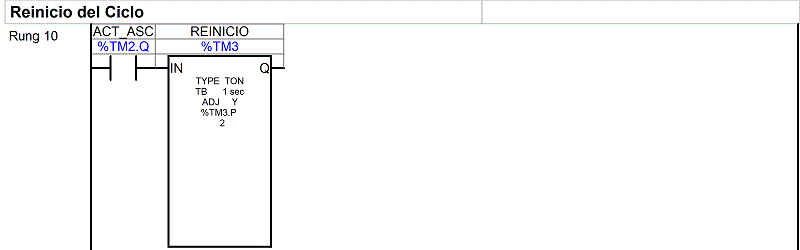 Reinicio del Ciclo
Rung 10
ACT_ASC REINICIO
%TM2.Q %TM3
IN Q
TYPE TON
TB 1 sec
ADJ Y
%TM3.P
2